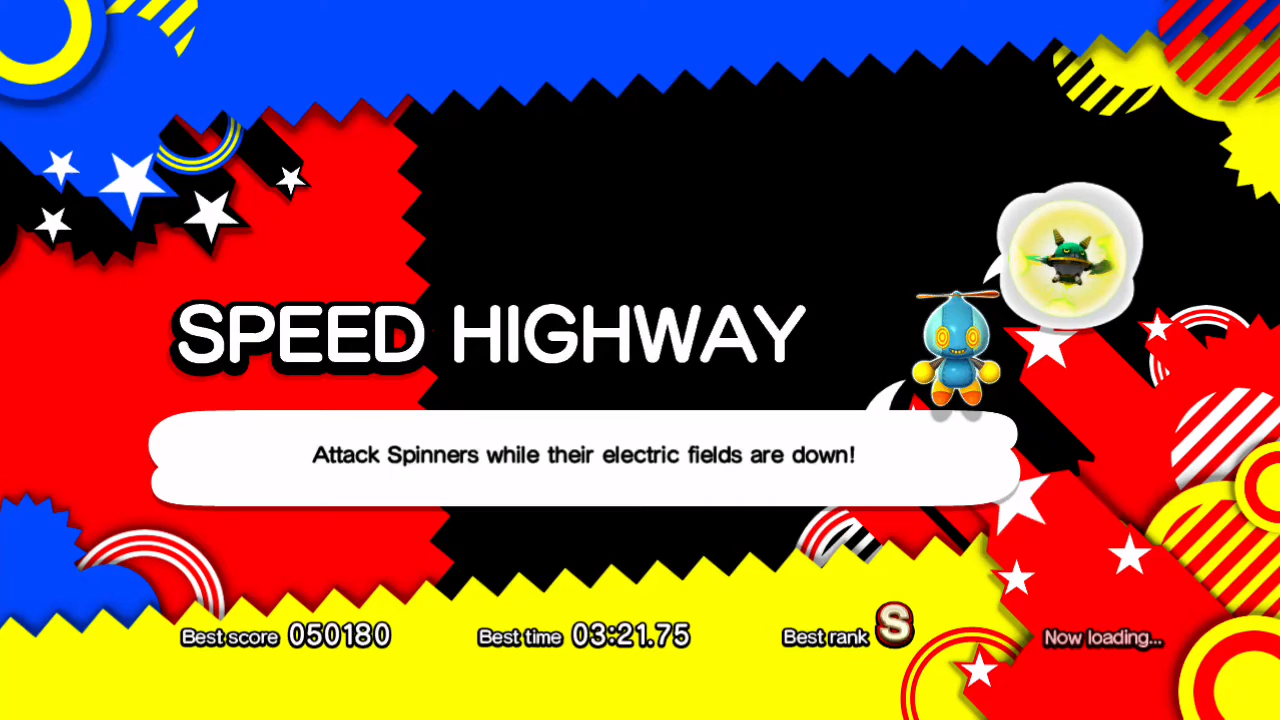 SPEED HIGHWAY
Attack Spinners while their electric fields are down!
Best score 050180 Best time 03:21.75 Best rank S Now loading...